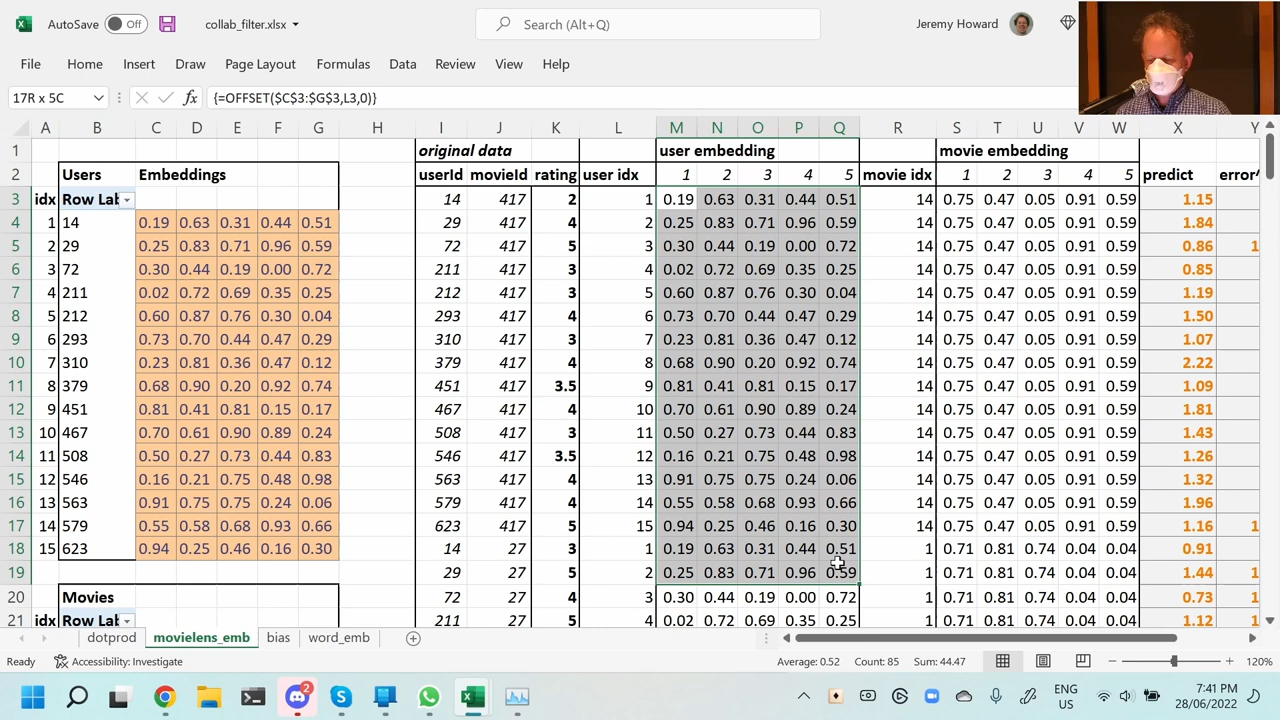 AutoSave Off collab_filter.xlsx Search (Alt+Q) Jeremy Howard
File Home Insert Draw Page Layout Formulas Data Review View Help
17R x 5C fx {=OFFSET($C$3:$G$3,L3,0)}
A B C D E F G H I J K L M N O P Q R S T U V W X Y
1 original data user embedding movie embedding
2 Users Embeddings userId movieId rating user idx 1 2 3 4 5 movie idx 1 2 3 4 5 predict error^
3 idx Row Lab 14 417 2 1 0.19 0.63 0.31 0.44 0.51 14 0.75 0.47 0.05 0.91 0.59 1.15
4 1 14 0.19 0.63 0.31 0.44 0.51 29 417 4 2 0.25 0.83 0.71 0.96 0.59 14 0.75 0.47 0.05 0.91 0.59 1.84
5 2 29 0.25 0.83 0.71 0.96 0.59 72 417 5 3 0.30 0.44 0.19 0.00 0.72 14 0.75 0.47 0.05 0.91 0.59 0.86 1
6 3 72 0.30 0.44 0.19 0.00 0.72 211 417 3 4 0.02 0.72 0.69 0.35 0.25 14 0.75 0.47 0.05 0.91 0.59 0.85
7 4 211 0.02 0.72 0.69 0.35 0.25 212 417 3 5 0.60 0.87 0.76 0.30 0.04 14 0.75 0.47 0.05 0.91 0.59 1.19
8 5 212 0.60 0.87 0.76 0.30 0.04 293 417 4 6 0.73 0.70 0.44 0.47 0.29 14 0.75 0.47 0.05 0.91 0.59 1.50
9 6 293 0.73 0.70 0.44 0.47 0.29 310 417 3 7 0.23 0.81 0.36 0.47 0.12 14 0.75 0.47 0.05 0.91 0.59 1.07
10 7 310 0.23 0.81 0.36 0.47 0.12 379 417 4 8 0.68 0.90 0.20 0.92 0.74 14 0.75 0.47 0.05 0.91 0.59 2.22
11 8 379 0.68 0.90 0.20 0.92 0.74 451 417 3.5 9 0.81 0.41 0.81 0.15 0.17 14 0.75 0.47 0.05 0.91 0.59 1.09
12 9 451 0.81 0.41 0.81 0.15 0.17 467 417 4 10 0.70 0.61 0.90 0.89 0.24 14 0.75 0.47 0.05 0.91 0.59 1.81
13 10 467 0.70 0.61 0.90 0.89 0.24 508 417 3 11 0.50 0.27 0.73 0.44 0.83 14 0.75 0.47 0.05 0.91 0.59 1.43
14 11 508 0.50 0.27 0.73 0.44 0.83 546 417 3.5 12 0.16 0.21 0.75 0.48 0.98 14 0.75 0.47 0.05 0.91 0.59 1.26
15 12 546 0.16 0.21 0.75 0.48 0.98 563 417 4 13 0.91 0.75 0.75 0.24 0.06 14 0.75 0.47 0.05 0.91 0.59 1.32
16 13 563 0.91 0.75 0.75 0.24 0.06 579 417 4 14 0.55 0.58 0.68 0.93 0.66 14 0.75 0.47 0.05 0.91 0.59 1.96
17 14 579 0.55 0.58 0.68 0.93 0.66 623 417 5 15 0.94 0.25 0.46 0.16 0.30 14 0.75 0.47 0.05 0.91 0.59 1.16 1
18 15 623 0.94 0.25 0.46 0.16 0.30 14 27 3 1 0.19 0.63 0.31 0.44 0.51 1 0.71 0.81 0.74 0.04 0.04 0.91
19 29 27 5 2 0.25 0.83 0.71 0.96 0.59 1 0.71 0.81 0.74 0.04 0.04 1.44 1
20 Movies 72 27 4 3 0.30 0.44 0.19 0.00 0.72 1 0.71 0.81 0.74 0.04 0.04 0.73 1
21 idx Row Lab 211 27 5 4 0.02 0.72 0.69 0.35 0.25 1 0.71 0.81 0.74 0.04 0.04 1.12 1
dotprod movielens_emb bias word_emb
Ready Accessibility: Investigate Average: 0.52 Count: 85 Sum: 44.47 120%
2 ENG US 7:41 PM 28/06/2022